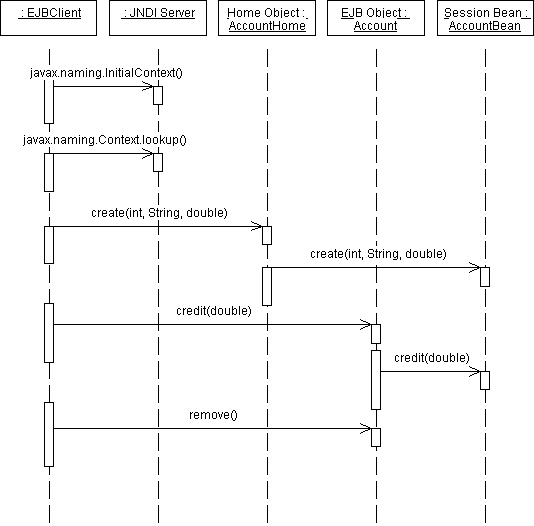 : EJBClient
: JNDI Server
Home Object :
AccountHome
EJB Object :
Account
Session Bean :
AccountBean
javax.naming.InitialContext()
javax.naming.Context.lookup()
create(int, String, double)
create(int, String, double)
credit(double)
credit(double)
remove()